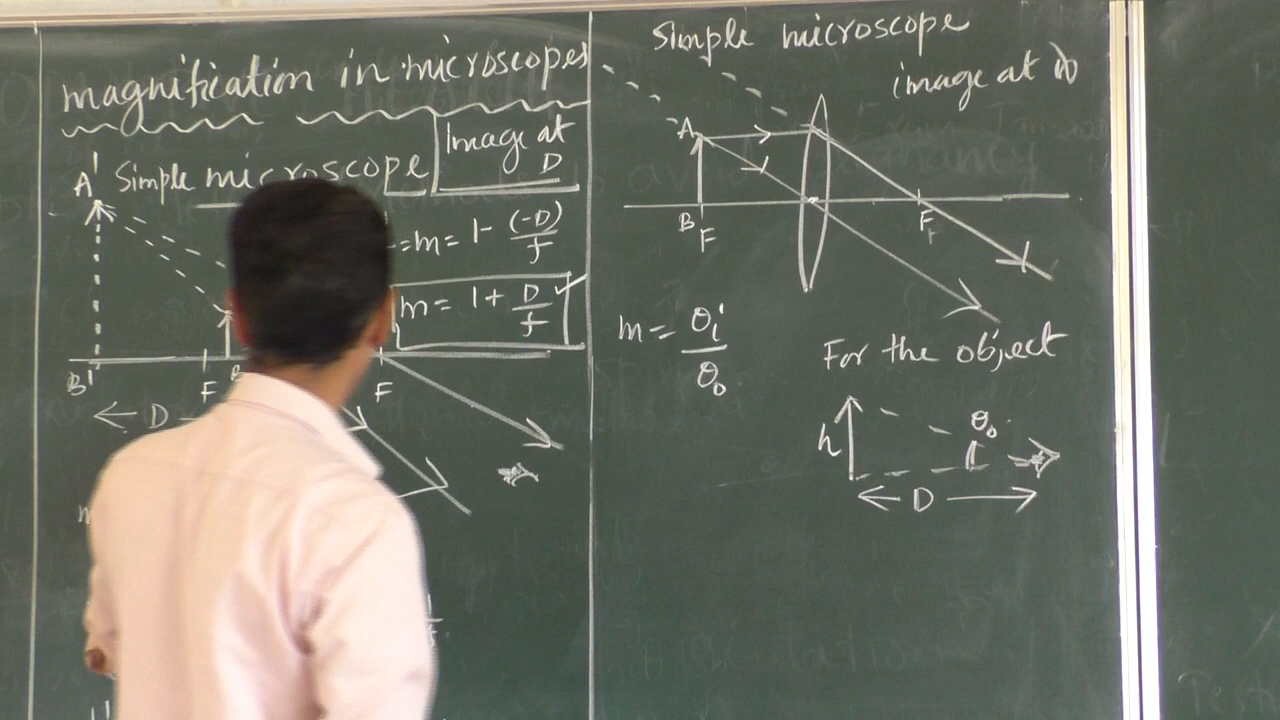 magnification in microscopes
Simple microscope
Image at
D
A'
=m= 1- (-D)/f
m= 1+ D/f
B' F B F
D
Simple microscope
image at ∞
A
B F F
m= θi/θo
For the object
h θo
D